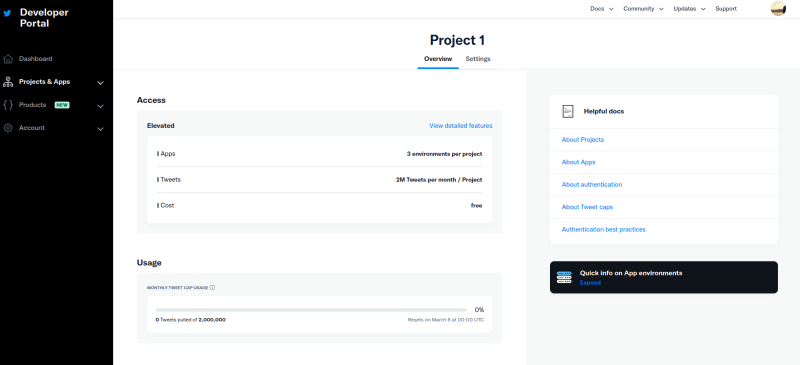 Developer
Portal
Dashboard
Projects & Apps
Products NEW
Account
Docs Community Updates Support
Project 1
Overview Settings
Access
Elevated View detailed features
Apps 3 environments per project
Tweets 2M Tweets per month / Project
Cost free
Usage
MONTHLY TWEET CAP USAGE
0%
0 Tweets pulled of 2,000,000 Resets on March 6 at 00:00 UTC
Helpful docs
About Projects
About Apps
About authentication
About Tweet caps
Authentication best practices
Quick info on App environments
Expand